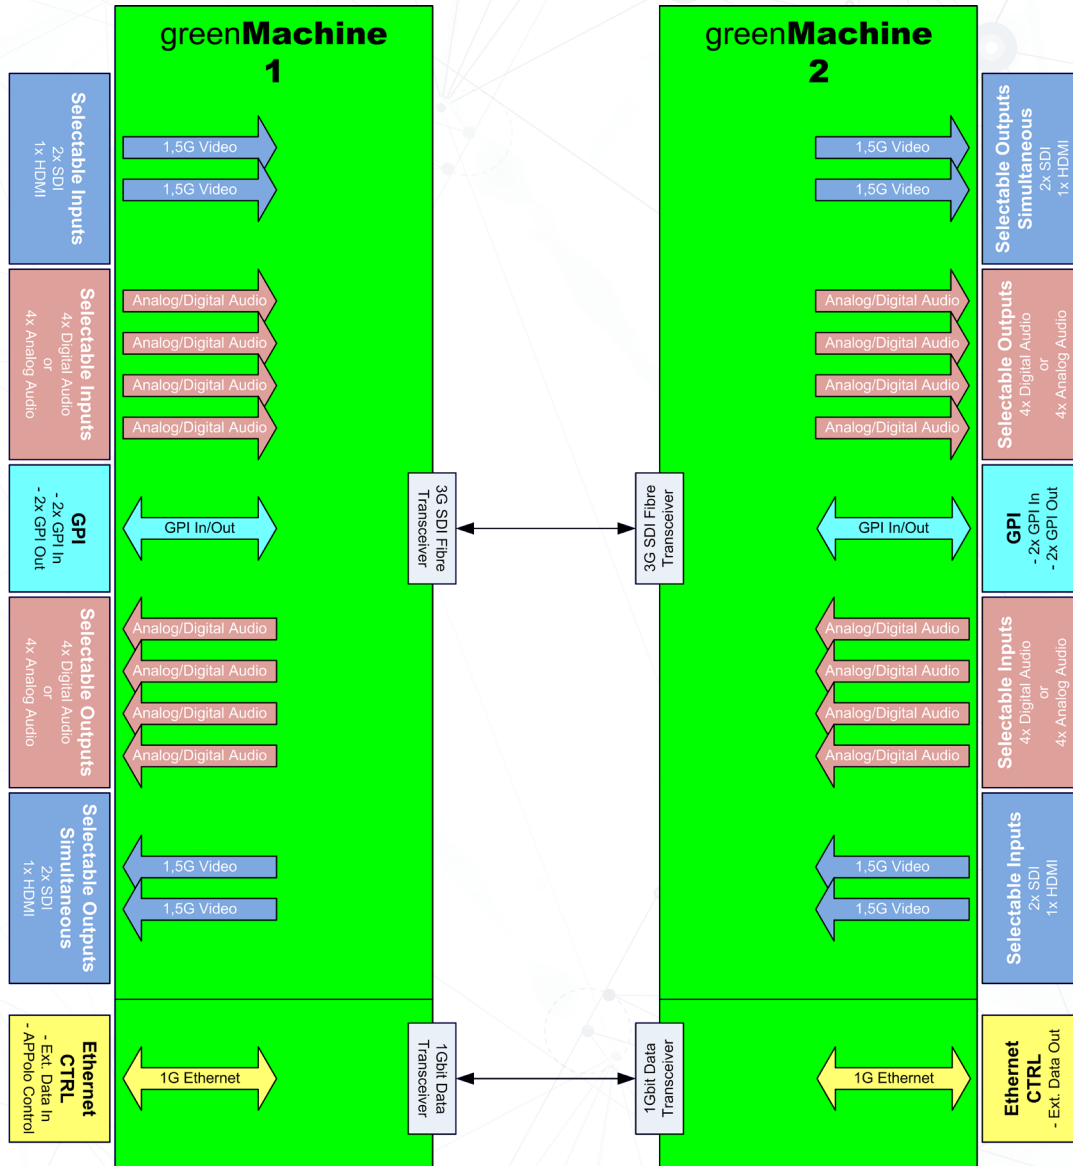 greenMachine
1
Selectable Inputs
2x SDI
1x HDMI
1,5G Video
1,5G Video
Selectable Inputs
4x Digital Audio
or
4x Analog Audio
Analog/Digital Audio
Analog/Digital Audio
Analog/Digital Audio
Analog/Digital Audio
GPI
- 2x GPI In
- 2x GPI Out
GPI In/Out
3G SDI Fibre
Transceiver
Selectable Outputs
4x Digital Audio
or
4x Analog Audio
Analog/Digital Audio
Analog/Digital Audio
Analog/Digital Audio
Analog/Digital Audio
Selectable Outputs
Simultaneous
2x SDI
1x HDMI
1,5G Video
1,5G Video
Ethernet
CTRL
- Ext. Data In
- APPolo Control
1G Ethernet
1Gbit Data
Transceiver
greenMachine
2
1,5G Video
1,5G Video
Selectable Outputs
Simultaneous
2x SDI
1x HDMI
Analog/Digital Audio
Analog/Digital Audio
Analog/Digital Audio
Analog/Digital Audio
Selectable Outputs
4x Digital Audio
or
4x Analog Audio
3G SDI Fibre
Transceiver
GPI In/Out
GPI
- 2x GPI In
- 2x GPI Out
Analog/Digital Audio
Analog/Digital Audio
Analog/Digital Audio
Analog/Digital Audio
Selectable Inputs
4x Digital Audio
or
4x Analog Audio
1,5G Video
1,5G Video
Selectable Inputs
2x SDI
1x HDMI
1Gbit Data
Transceiver
1G Ethernet
Ethernet
CTRL
- Ext. Data Out